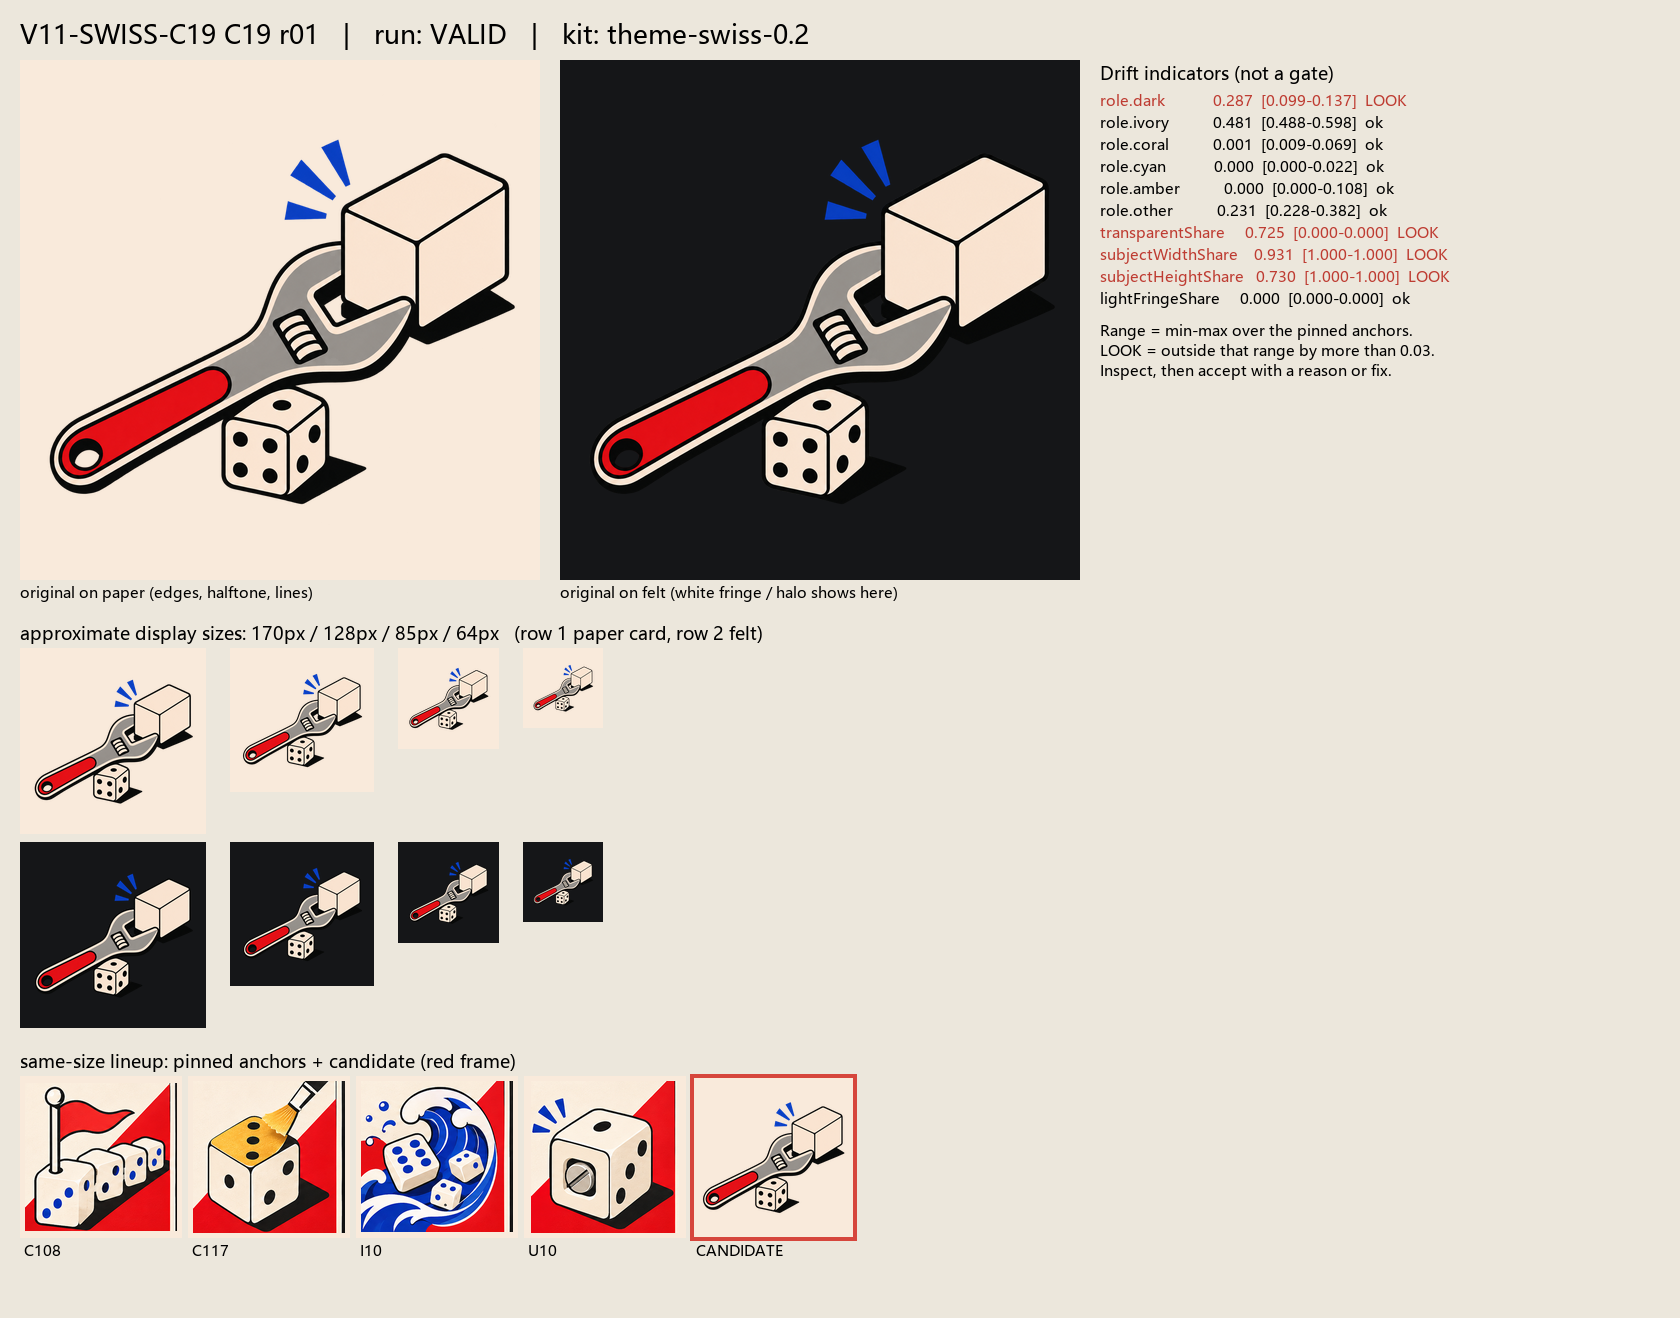 V11-SWISS-C19 C19 r01 | run: VALID | kit: theme-swiss-0.2
Drift indicators (not a gate)
role.dark 0.287 [0.099-0.137] LOOK
role.ivory 0.481 [0.488-0.598] ok
role.coral 0.001 [0.009-0.069] ok
role.cyan 0.000 [0.000-0.022] ok
role.amber 0.000 [0.000-0.108] ok
role.other 0.231 [0.228-0.382] ok
transparentShare 0.725 [0.000-0.000] LOOK
subjectWidthShare 0.931 [1.000-1.000] LOOK
subjectHeightShare 0.730 [1.000-1.000] LOOK
lightFringeShare 0.000 [0.000-0.000] ok
Range = min-max over the pinned anchors.
LOOK = outside that range by more than 0.03.
Inspect, then accept with a reason or fix.
original on paper (edges, halftone, lines)
original on felt (white fringe / halo shows here)
approximate display sizes: 170px / 128px / 85px / 64px (row 1 paper card, row 2 felt)
same-size lineup: pinned anchors + candidate (red frame)
C108
C117
I10
U10
CANDIDATE